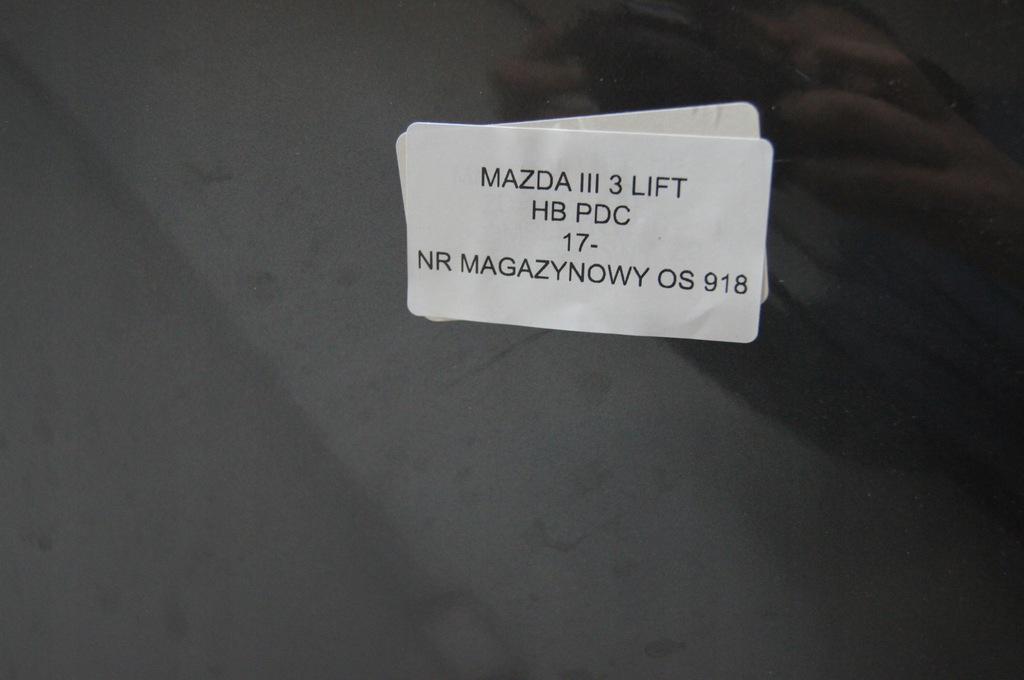 MAZDA III 3 LIFT
HB PDC
17-
NR MAGAZYNOWY OS 918